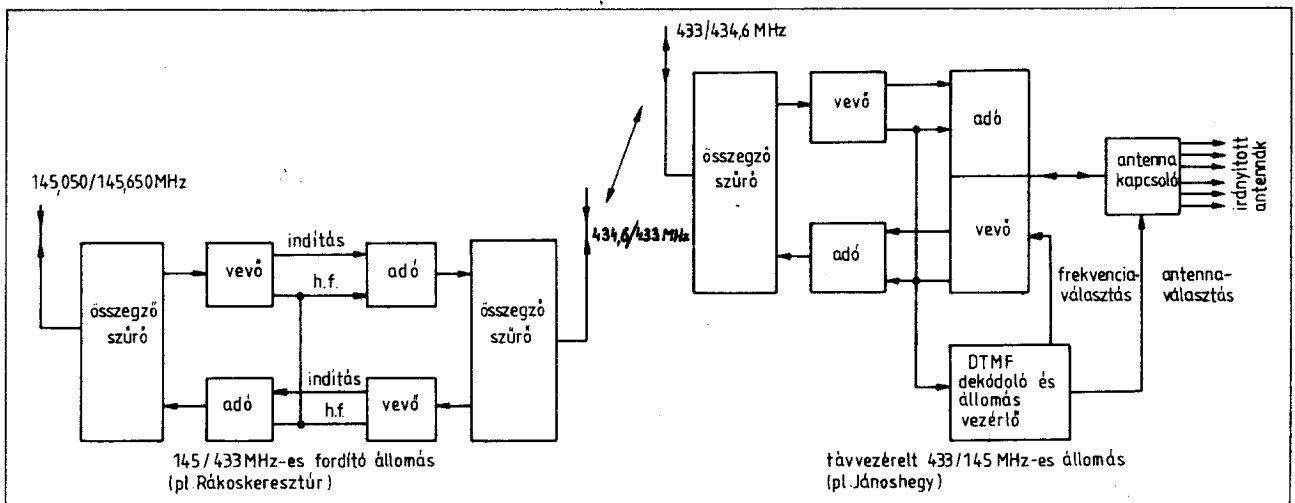 145,050/145,650MHz
összegző
szűrő
vevő
indítás
h.f.
adó
adó
indítás
h.f.
vevő
összegző
szűrő
434,6/433 MHz
145/433MHz-es fordító állomás
(pl.Rákoskeresztúr)
433/434,6 MHz
összegző
szűrő
vevő
adó
adó
vevő
antenna
kapcsoló
irányított
antennák
frekvencia-
választás
antenna-
választás
DTMF
dekódoló és
állomás
vezérlő
távvezérelt 433/145 MHz-es állomás
(pl.Jánoshegy)